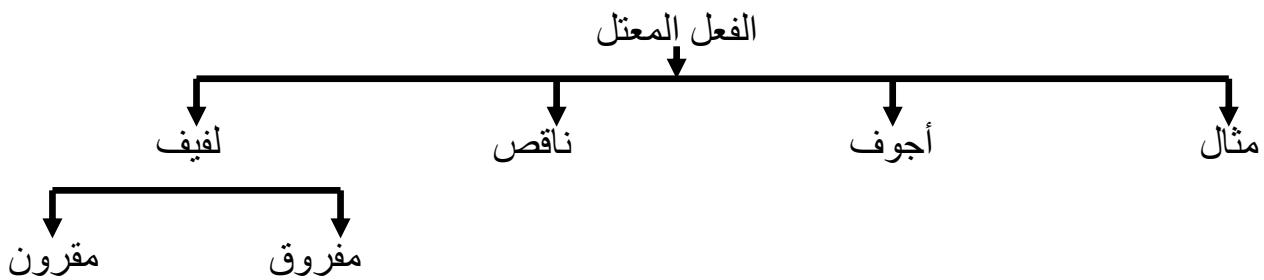 الفعل المعتل
مثال أجوف ناقص لفيف
مفروق مقرون